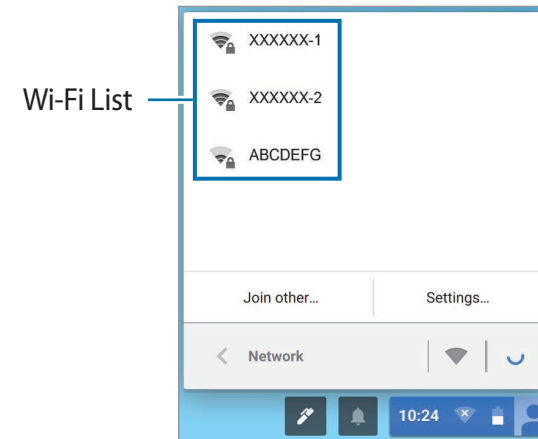 XXXXXX-1
Wi-Fi List
XXXXXX-2
ABCDEFG
Join other...
Settings...
Network
10:24